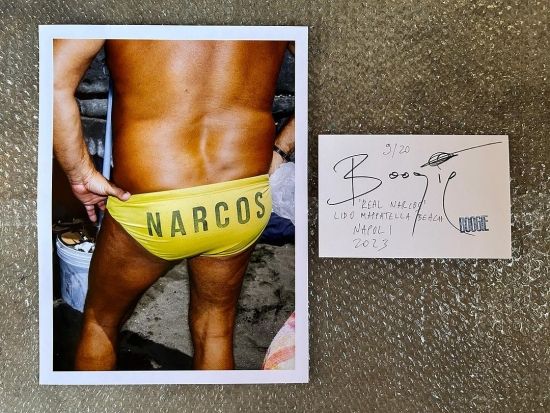 NARCOS
9/20
Boogie
"REAL NARCOS"
LIDO MAPPATELLA BEACH
BOOGIE
NAPOLI
2023